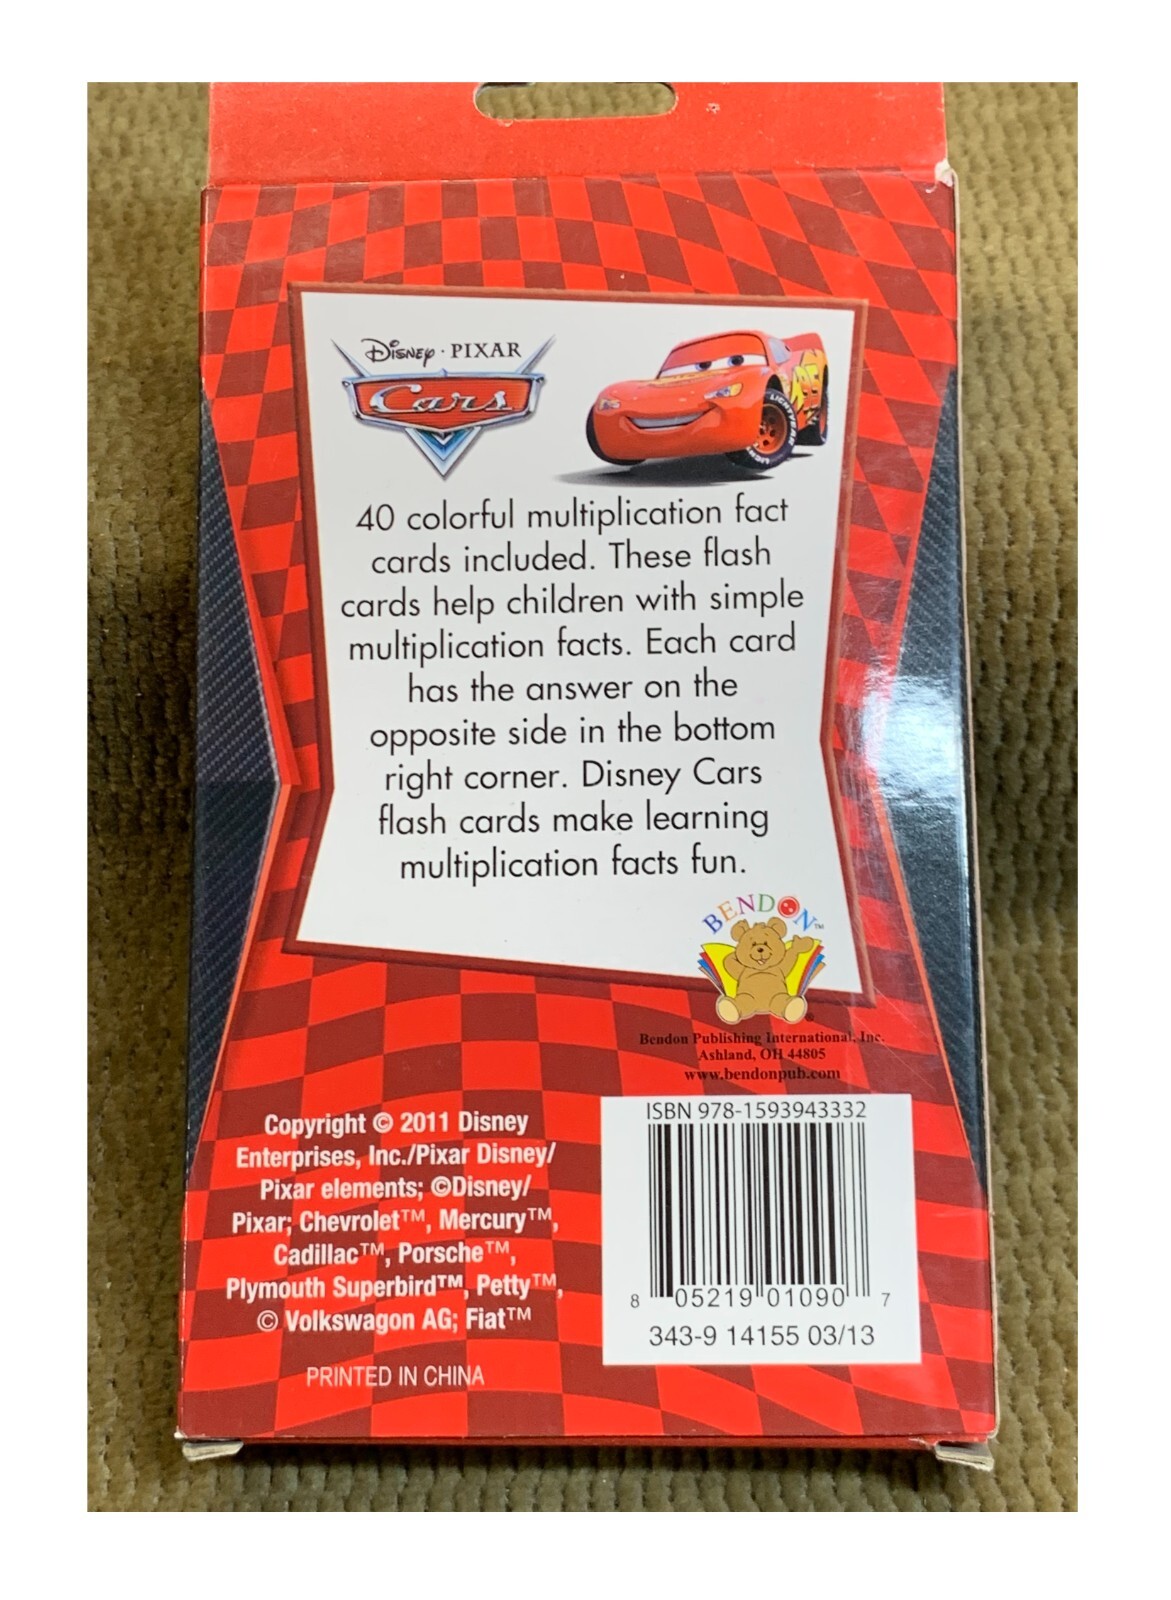 Disney · PIXAR
Cars
LIGHTYEAR
40 colorful multiplication fact
cards included. These flash
cards help children with simple
multiplication facts. Each card
has the answer on the
opposite side in the bottom
right corner. Disney Cars
flash cards make learning
multiplication facts fun.
BENDON™
®
Bendon Publishing International, Inc.
Ashland, OH 44805
www.bendonpub.com
Copyright © 2011 Disney
Enterprises, Inc./Pixar Disney/
Pixar elements; ©Disney/
Pixar; Chevrolet™, Mercury™,
Cadillac™, Porsche™,
Plymouth Superbird™, Petty™,
© Volkswagon AG; Fiat™
PRINTED IN CHINA
ISBN 978-1593943332
8 05219 01090 7
343-9 14155 03/13